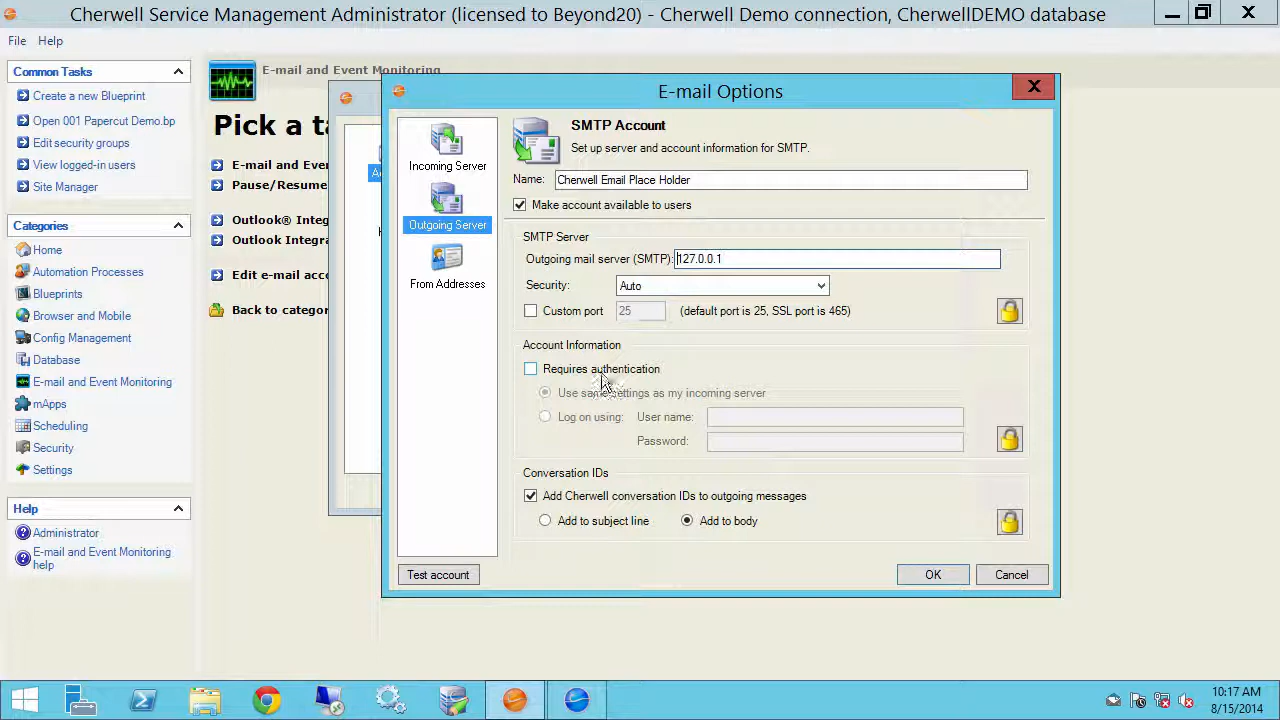 Cherwell Service Management Administrator (licensed to Beyond20) - Cherwell Demo connection, CherwellDEMO database
File Help
Common Tasks
Create a new Blueprint
Open 001 Papercut Demo.bp
Edit security groups
View logged-in users
Site Manager
Categories
Home
Automation Processes
Blueprints
Browser and Mobile
Config Management
Database
E-mail and Event Monitoring
mApps
Scheduling
Security
Settings
Help
Administrator
E-mail and Event Monitoring
help
E-mail and Event Monitoring
Pick a ta
E-mail and Ever
Pause/Resume
Outlook® Integ
Outlook Integra
Edit e-mail acco
Back to categor
E-mail Options
Incoming Server
Outgoing Server
From Addresses
SMTP Account
Set up server and account information for SMTP.
Name: Cherwell Email Place Holder
Make account available to users
SMTP Server
Outgoing mail server (SMTP): 127.0.0.1
Security: Auto
Custom port 25 (default port is 25, SSL port is 465)
Account Information
Requires authentication
Use same settings as my incoming server
Log on using: User name:
Password:
Conversation IDs
Add Cherwell conversation IDs to outgoing messages
Add to subject line Add to body
Test account OK Cancel
10:17 AM
8/15/2014